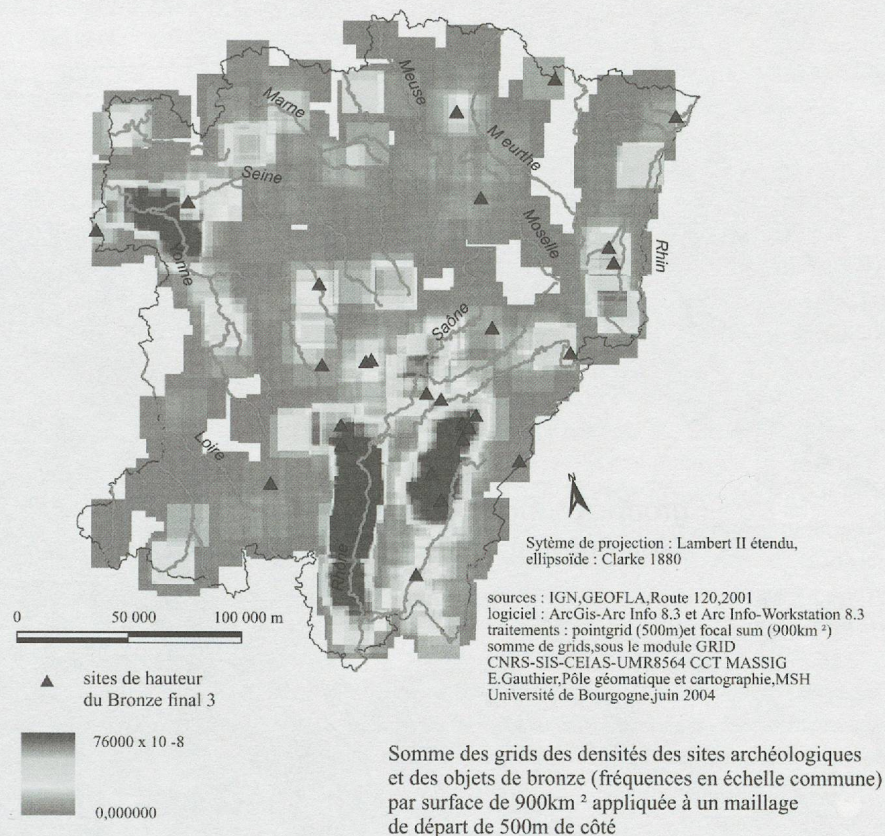 Meuse
Marne
Meurthe
Seine
Moselle
Rhin
Yonne
Saône
Loire
Rhône
Sytème de projection : Lambert II étendu,
ellipsoïde : Clarke 1880
0 50 000 100 000 m
sources : IGN,GEOFLA,Route 120,2001
logiciel : ArcGis-Arc Info 8.3 et Arc Info-Workstation 8.3
traitements : pointgrid (500m)et focal sum (900km ²)
somme de grids,sous le module GRID
CNRS-SIS-CEIAS-UMR8564 CCT MASSIG
E.Gauthier,Pôle géomatique et cartographie,MSH
Université de Bourgogne,juin 2004
sites de hauteur
du Bronze final 3
76000 x 10 -8
0,000000
Somme des grids des densités des sites archéologiques
et des objets de bronze (fréquences en échelle commune)
par surface de 900km ² appliquée à un maillage
de départ de 500m de côté